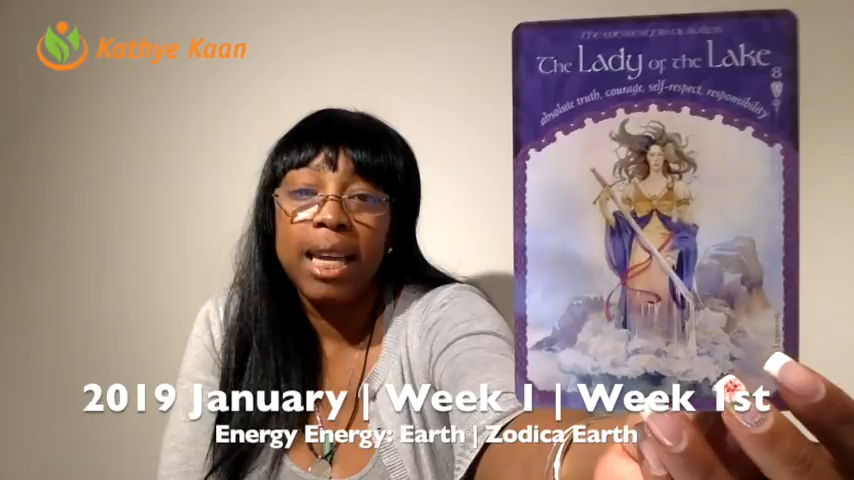 Kathye Kaan
The Lady of the Lake
8
absolute truth, courage, self-respect, responsibility
2019 January | Week 1 | Week 1st
Energy Energy: Earth | Zodica Earth